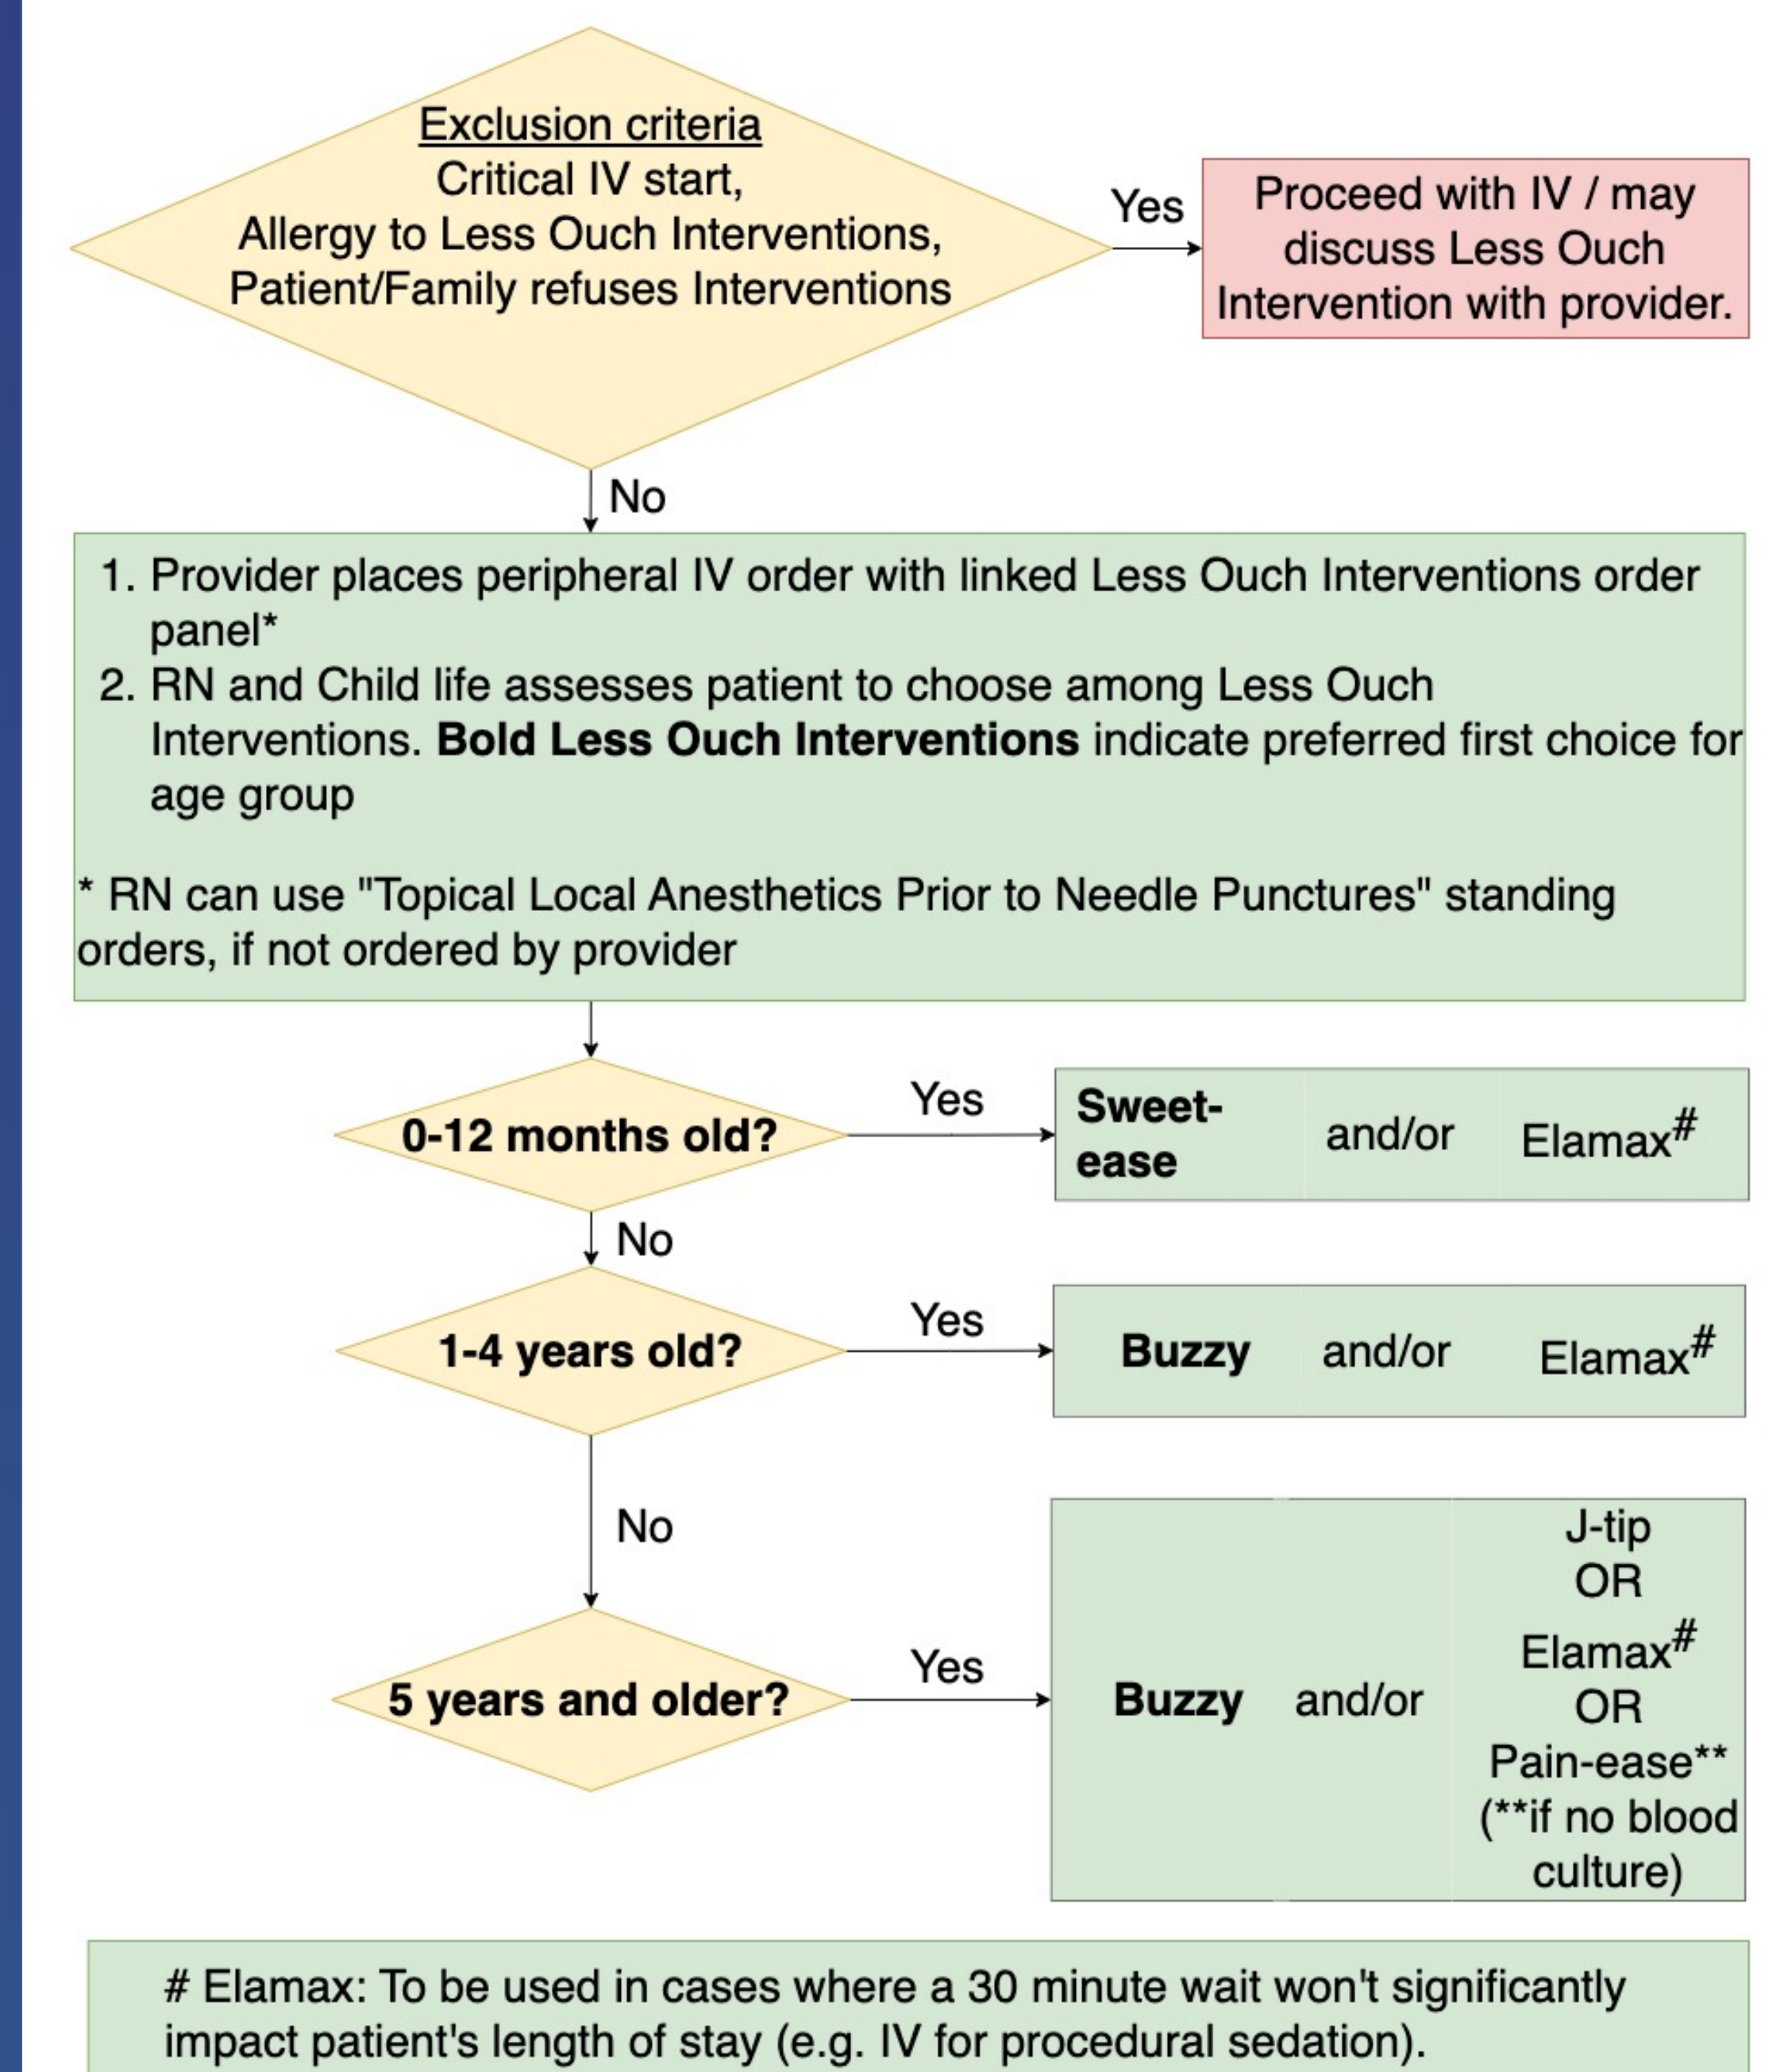 Exclusion criteria
Critical IV start,
Allergy to Less Ouch Interventions,
Patient/Family refuses Interventions
Yes
Proceed with IV / may
discuss Less Ouch
Intervention with provider.
No
1. Provider places peripheral IV order with linked Less Ouch Interventions order
panel*
2. RN and Child life assesses patient to choose among Less Ouch
Interventions. Bold Less Ouch Interventions indicate preferred first choice for
age group
* RN can use "Topical Local Anesthetics Prior to Needle Punctures" standing
orders, if not ordered by provider
0-12 months old?
Yes
Sweet-
ease
and/or
Elamax#
No
1-4 years old?
Yes
Buzzy
and/or
Elamax#
No
5 years and older?
Yes
Buzzy
and/or
J-tip
OR
Elamax#
OR
Pain-ease**
(**if no blood
culture)
# Elamax: To be used in cases where a 30 minute wait won't significantly
impact patient's length of stay (e.g. IV for procedural sedation).